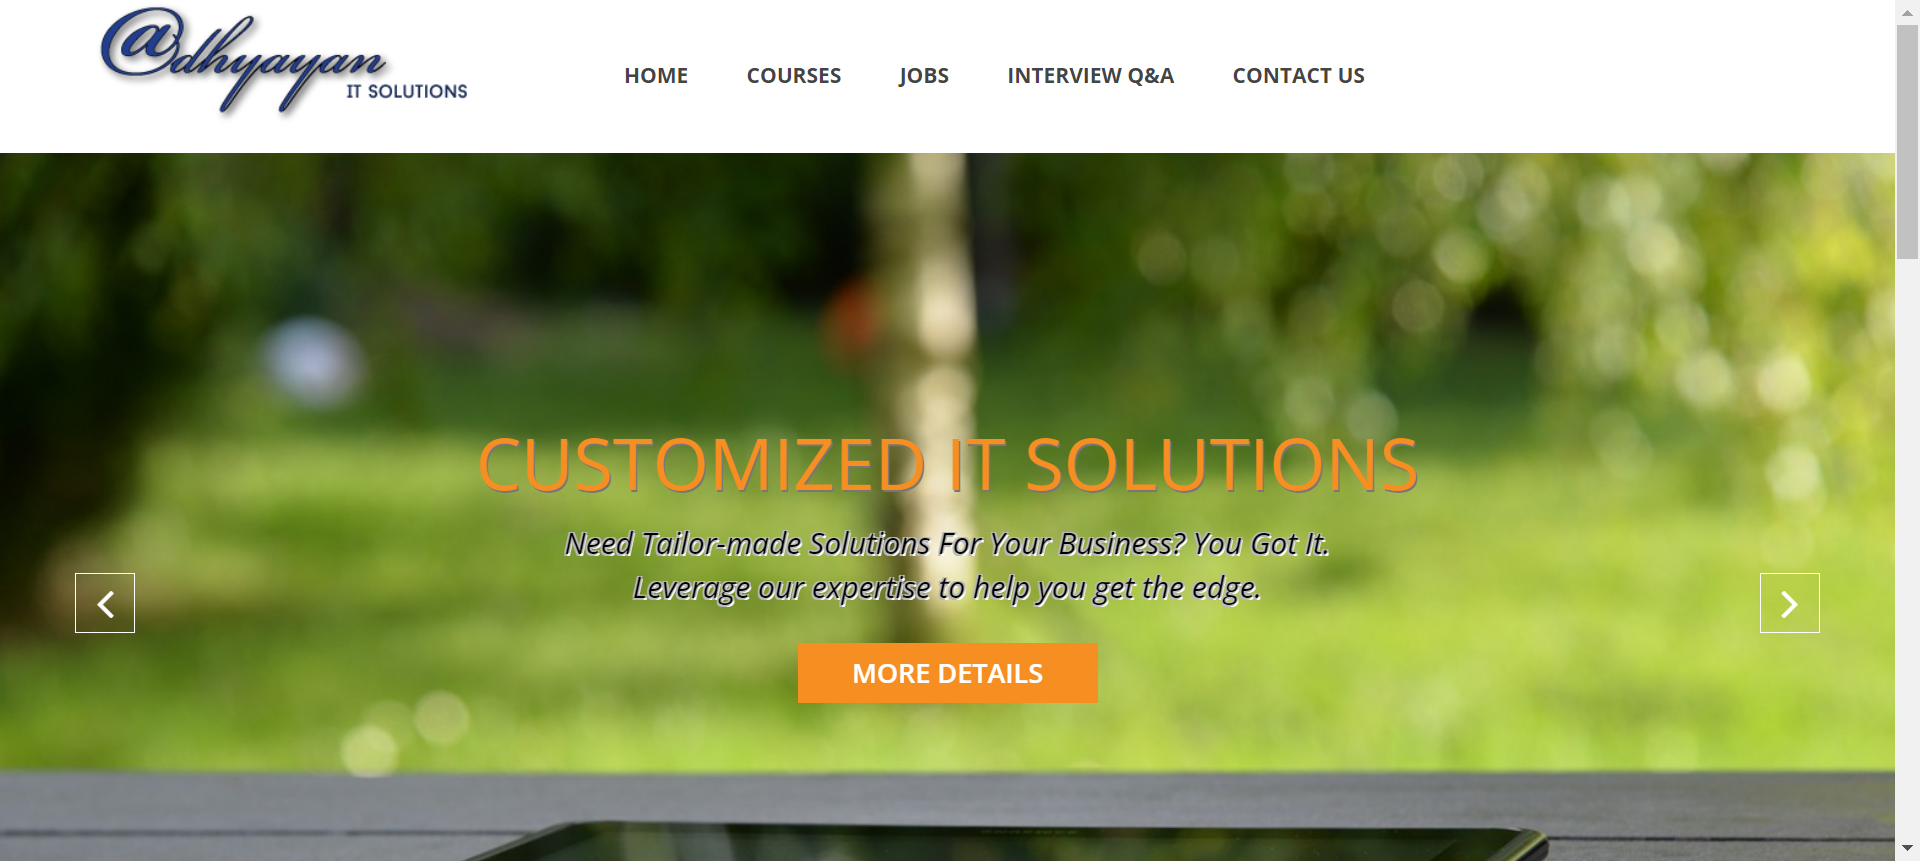 @dhyayan
IT SOLUTIONS
HOME COURSES JOBS INTERVIEW Q&A CONTACT US
CUSTOMIZED IT SOLUTIONS
Need Tailor-made Solutions For Your Business? You Got It.
Leverage our expertise to help you get the edge.
MORE DETAILS